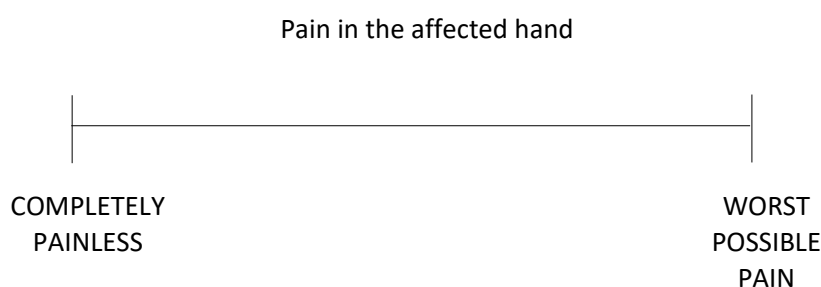 Pain in the affected hand
COMPLETELY
PAINLESS
WORST
POSSIBLE
PAIN